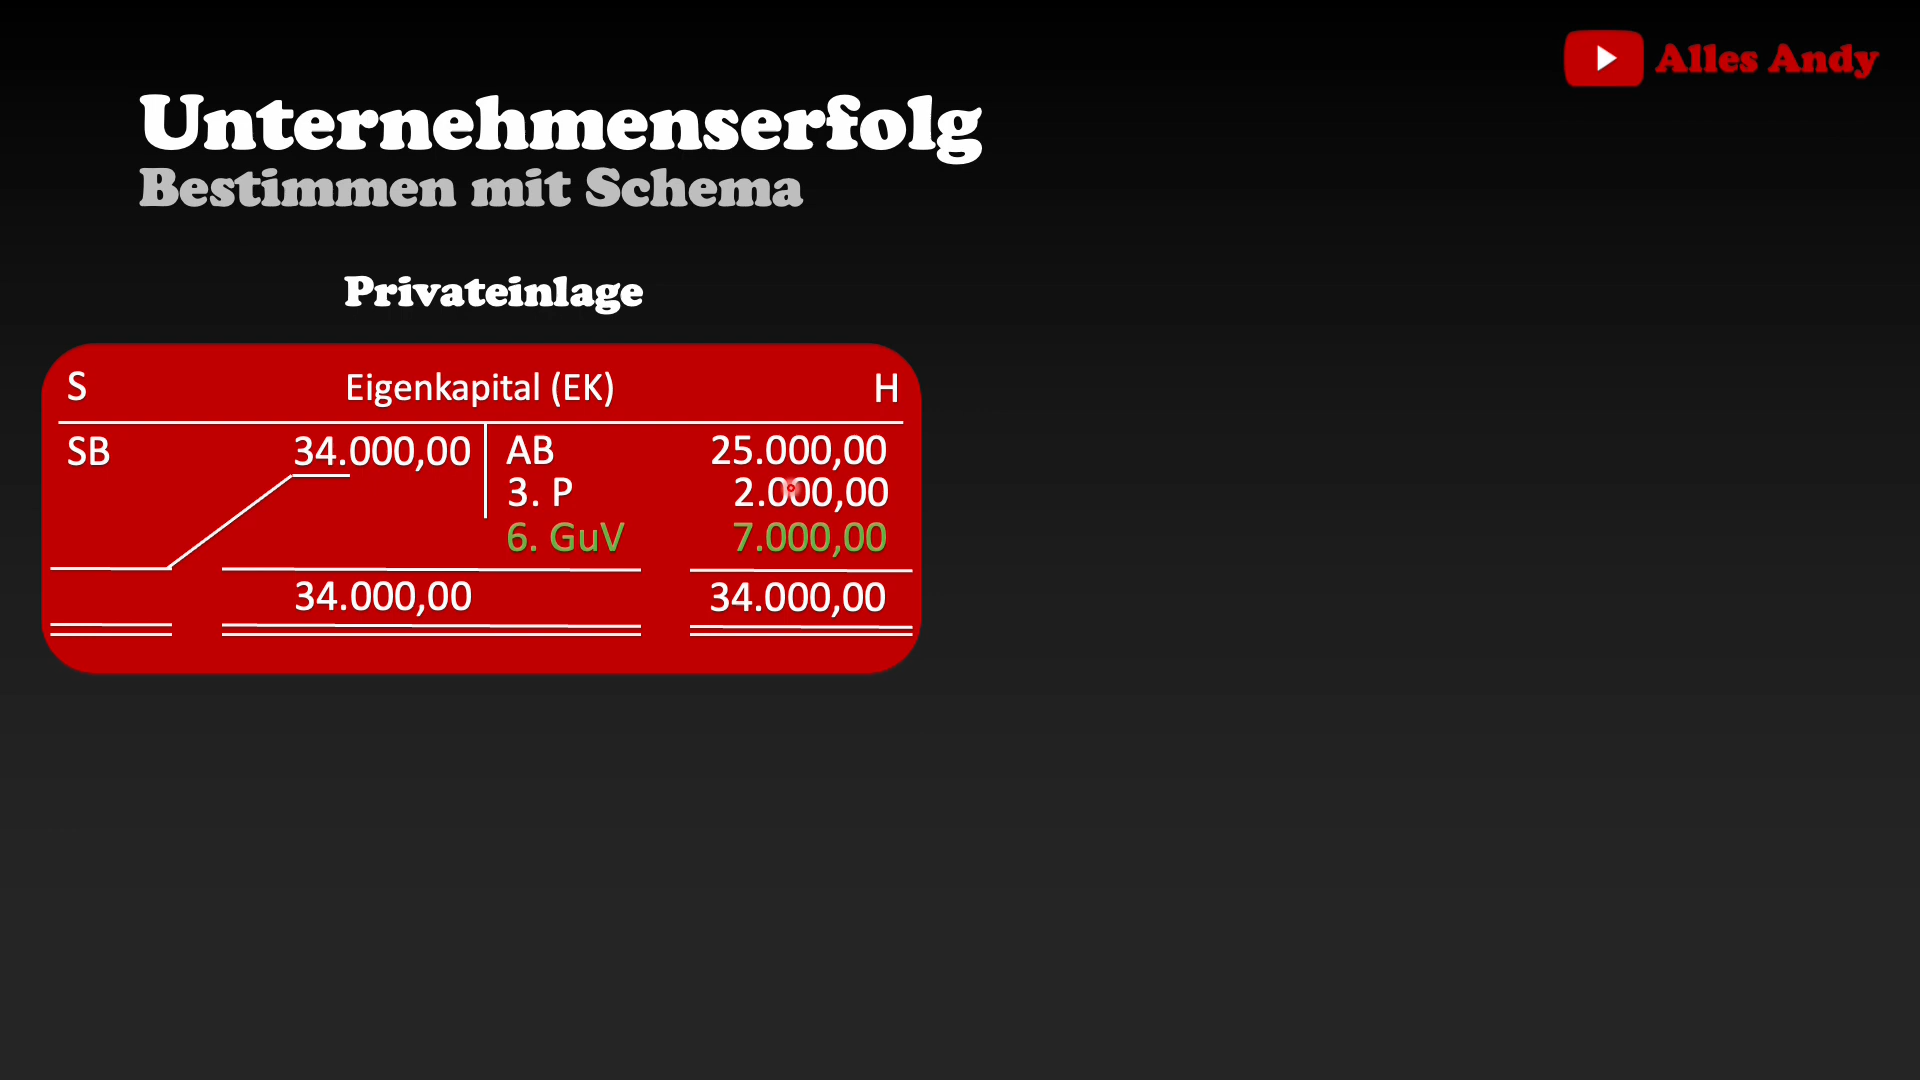 Alles Andy
Unternehmenserfolg
Bestimmen mit Schema
Privateinlage
S Eigenkapital (EK) H
SB 34.000,00 AB 25.000,00
3. P 2.000,00
6. GuV 7.000,00
34.000,00 34.000,00